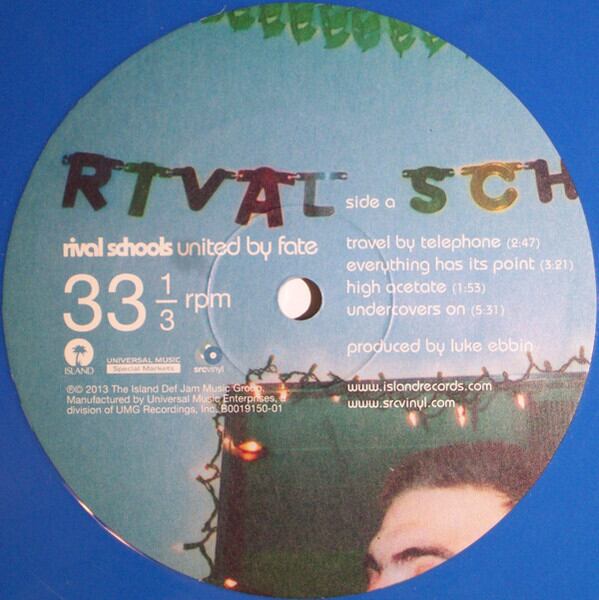 RIVAL SCH
side a
rival schools united by fate
33 1/3 rpm
travel by telephone (2:47)
everything has its point (3:21)
high acetate (1:53)
undercovers on (5:31)
produced by luke ebbin
ISLAND
UNIVERSAL MUSIC
Special Markets
srcvinyl
℗© 2013 The Island Def Jam Music Group.
Manufactured by Universal Music Enterprises, a
division of UMG Recordings, Inc. B0019150-01
www.islandrecords.com
www.srcvinyl.com